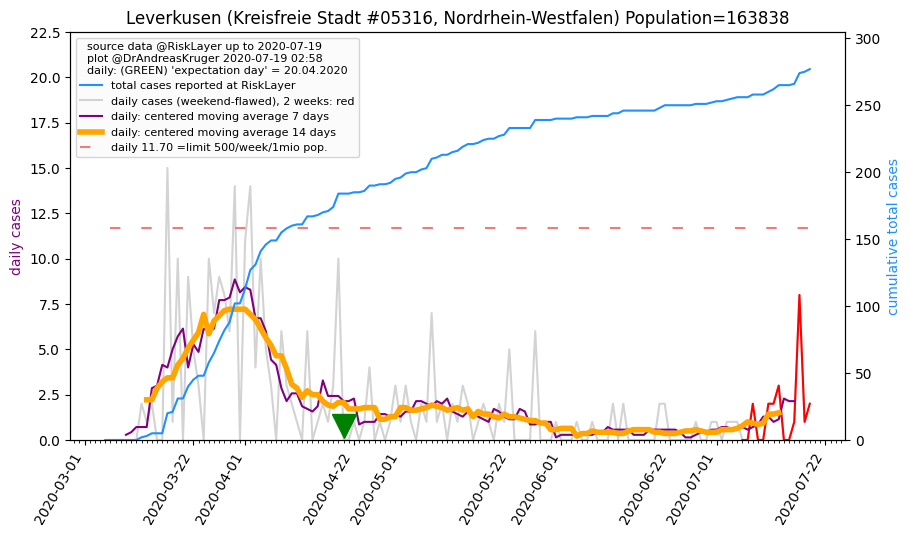 Leverkusen (Kreisfreie Stadt #05316, Nordrhein-Westfalen) Population=163838
source data @RiskLayer up to 2020-07-19
plot @DrAndreasKruger 2020-07-19 02:58
daily: (GREEN) 'expectation day' = 20.04.2020
total cases reported at RiskLayer
daily cases (weekend-flawed), 2 weeks: red
daily: centered moving average 7 days
daily: centered moving average 14 days
daily 11.70 =limit 500/week/1mio pop.
daily cases
22.5
20.0
17.5
15.0
12.5
10.0
7.5
5.0
2.5
0.0
cumulative total cases
300
250
200
150
100
50
0
2020-03-01
2020-03-22
2020-04-01
2020-04-22
2020-05-01
2020-05-22
2020-06-01
2020-06-22
2020-07-01
2020-07-22